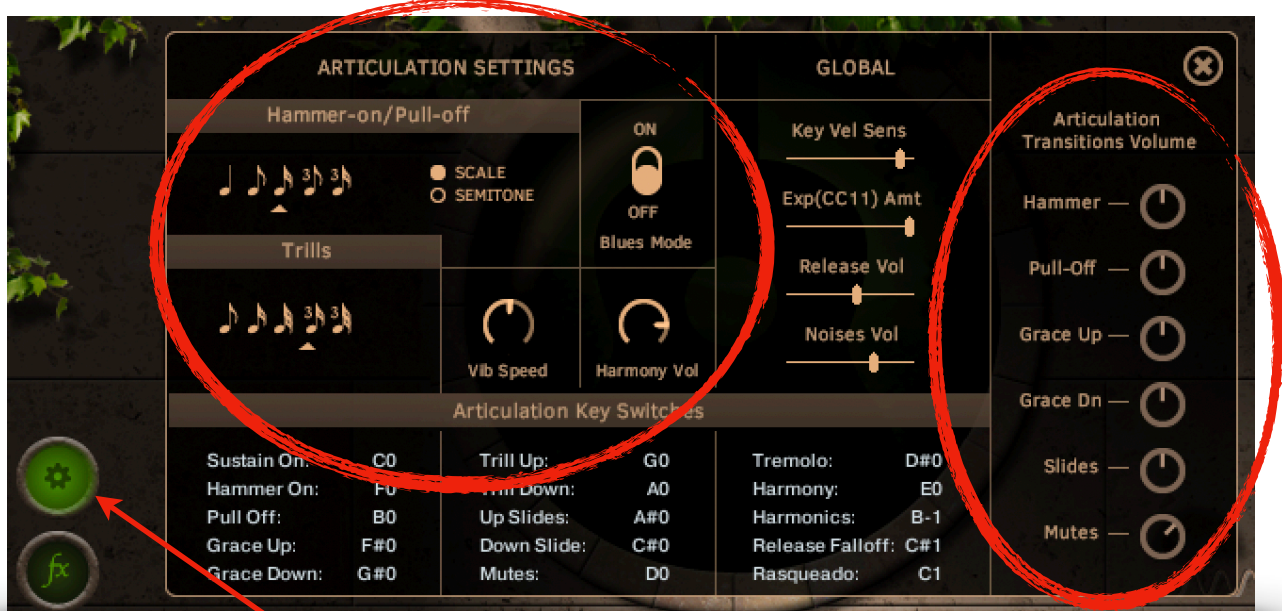 ARTICULATION SETTINGS
GLOBAL
Hammer-on/Pull-off
SCALE
SEMITONE
ON
OFF
Blues Mode
Trills
Vib Speed
Harmony Vol
Key Vel Sens
Exp(CC11) Amt
Release Vol
Noises Vol
Articulation
Transitions Volume
Hammer
Pull-Off
Grace Up
Grace Dn
Slides
Mutes
Articulation Key Switches
Sustain On: C0
Hammer On: F0
Pull Off: B0
Grace Up: F#0
Grace Down: G#0
Trill Up: G0
Trill Down: A0
Up Slides: A#0
Down Slide: C#0
Mutes: D0
Tremolo: D#0
Harmony: E0
Harmonics: B-1
Release Falloff: C#1
Rasqueado: C1
fx